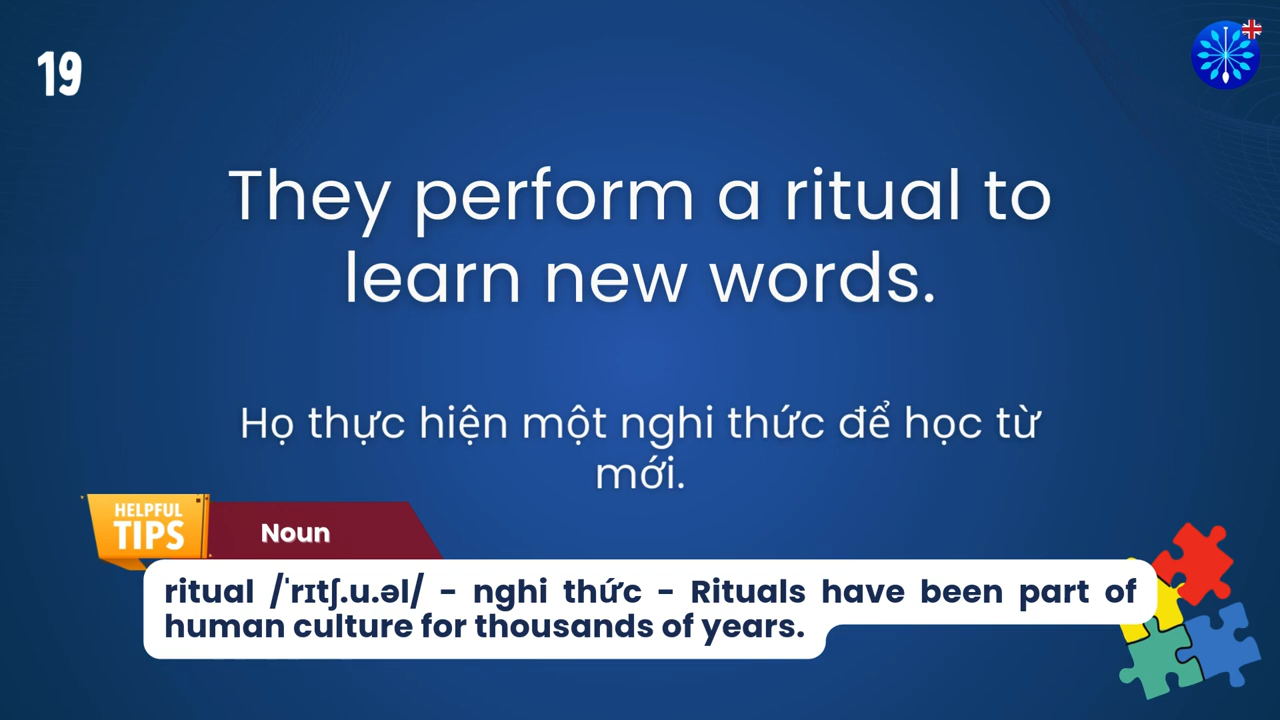 19
They perform a ritual to
learn new words.
Họ thực hiện một nghi thức để học từ
mới.
HELPFUL
TIPS
Noun
ritual /ˈrɪtʃ.u.əl/ - nghi thức - Rituals have been part of
human culture for thousands of years.